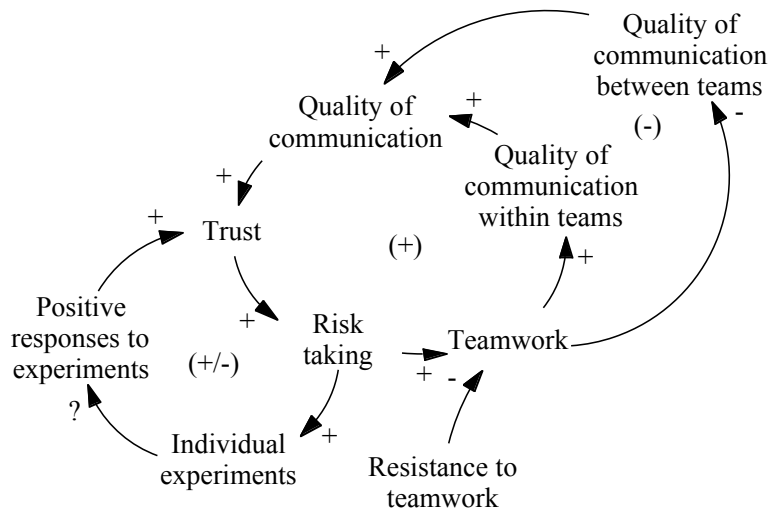 Quality of
communication
between teams
+
-
(-)
Quality of
communication
+
Quality of
communication
within teams
+
+
Trust
+
(+)
+
Positive
responses to
experiments
(+/-)
+
Risk
taking
Teamwork
+
-
?
+
Individual
experiments
Resistance to
teamwork